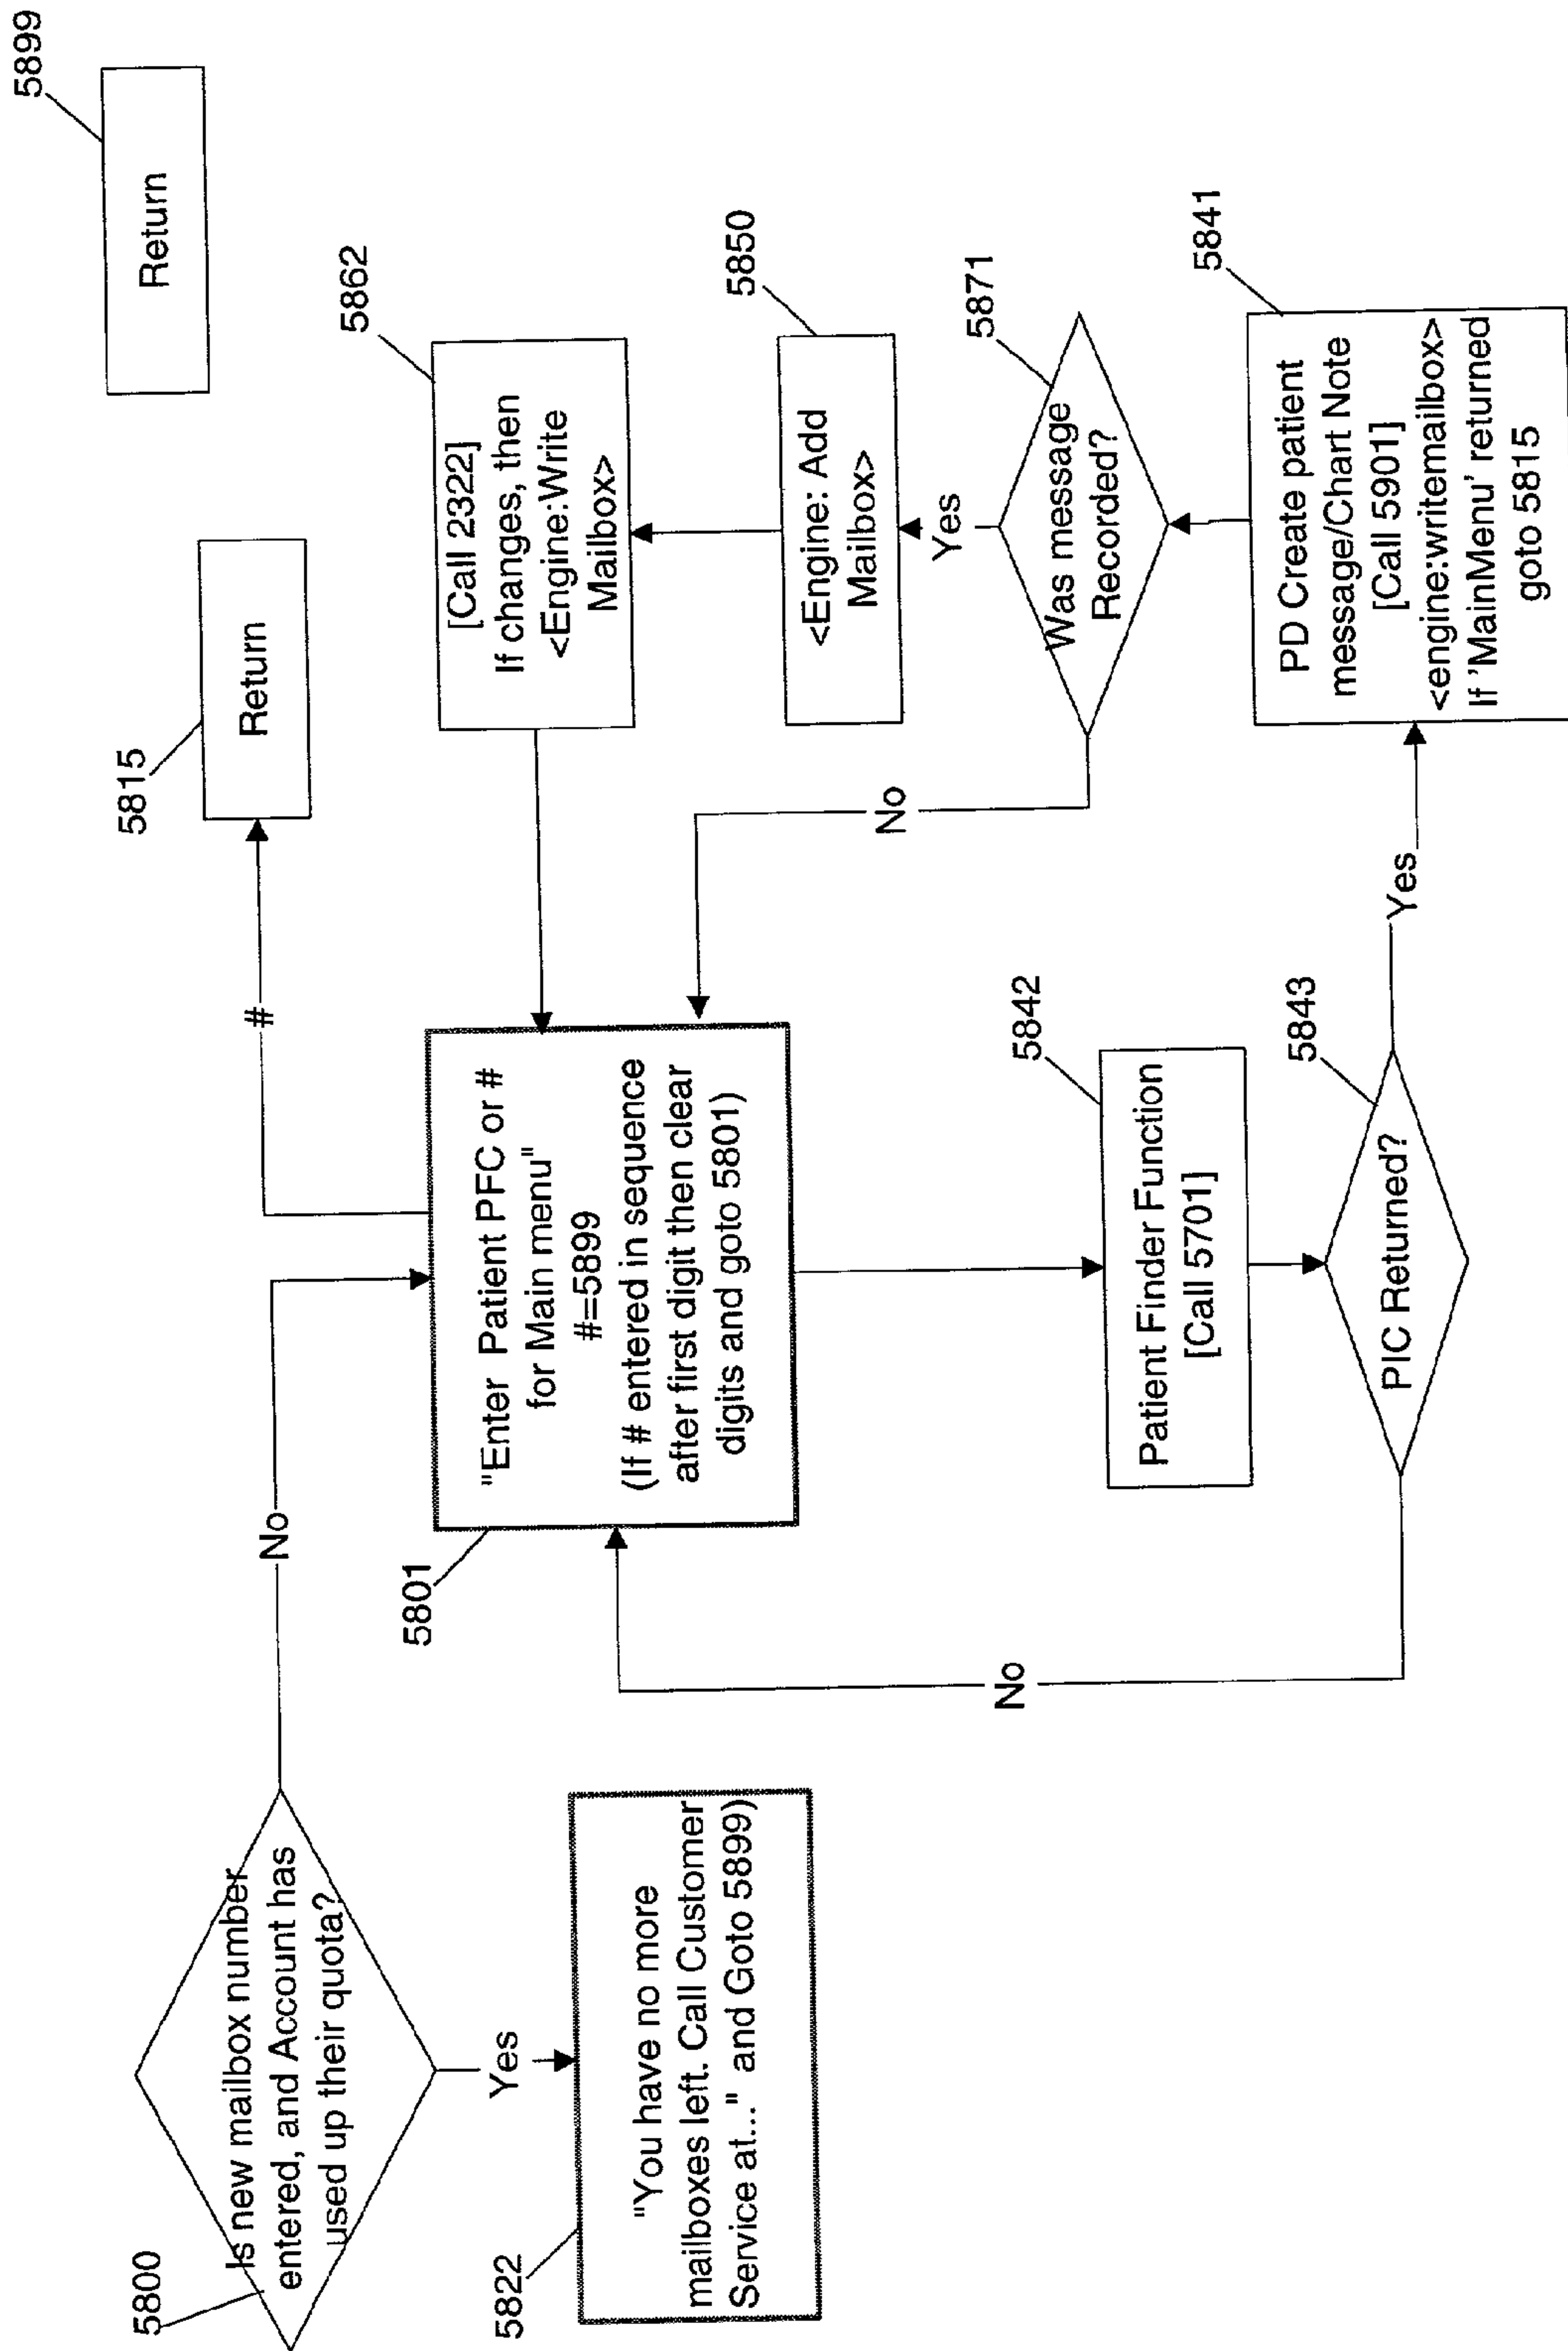 5800
Is new mailbox number
entered, and Account has
used up their quota?
No
Yes
5822
"You have no more
mailboxes left. Call Customer
Service at..." and Goto 5899)
5801
"Enter Patient PFC or #
for Main menu"
#=5899
(If # entered in sequence
after first digit then clear
digits and goto 5801)
#
5815
Return
5899
Return
5862
[Call 2322]
If changes, then
<Engine:Write
Mailbox>
5850
<Engine: Add
Mailbox>
Yes
5871
Was message
Recorded?
No
5842
Patient Finder Function
[Call 5701]
5843
PIC Returned?
No
Yes
5841
PD Create patient
message/Chart Note
[Call 5901]
<engine:writemailbox>
If 'MainMenu' returned
goto 5815